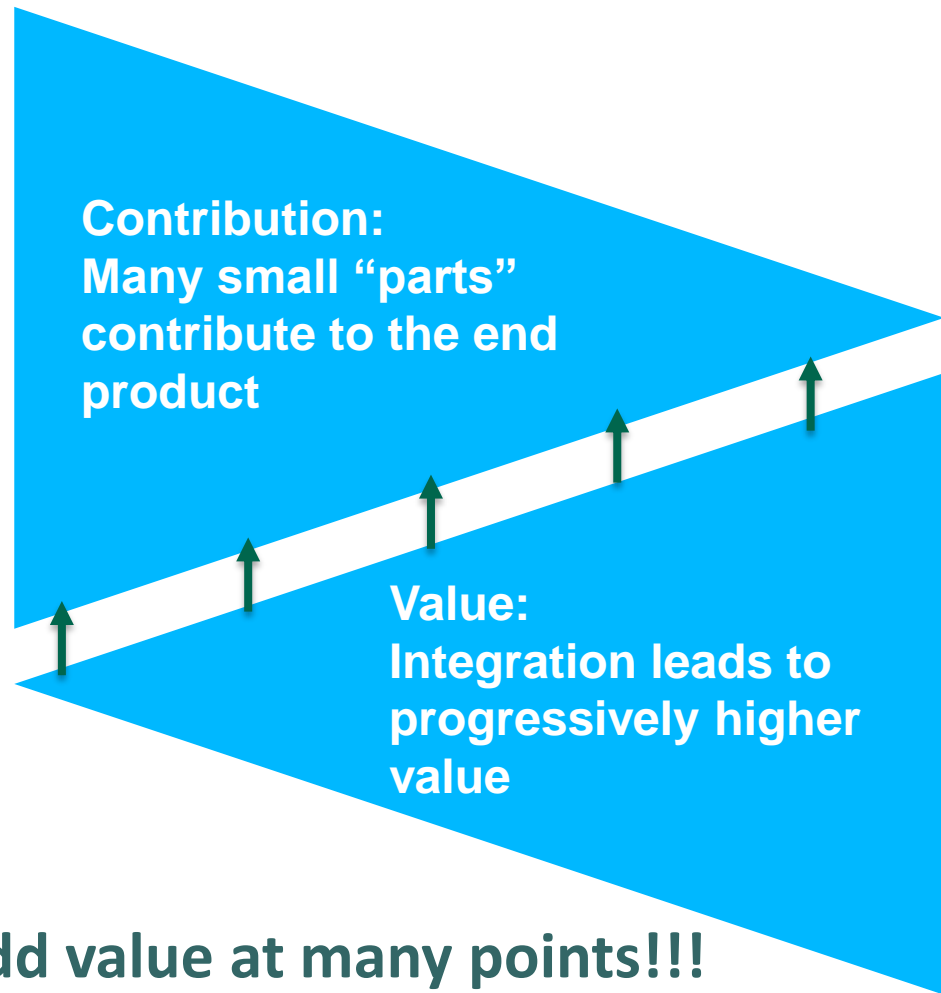 Contribution:
Many small “parts”
contribute to the end
product
Value:
Integration leads to
progressively higher
value
value at many points!!!